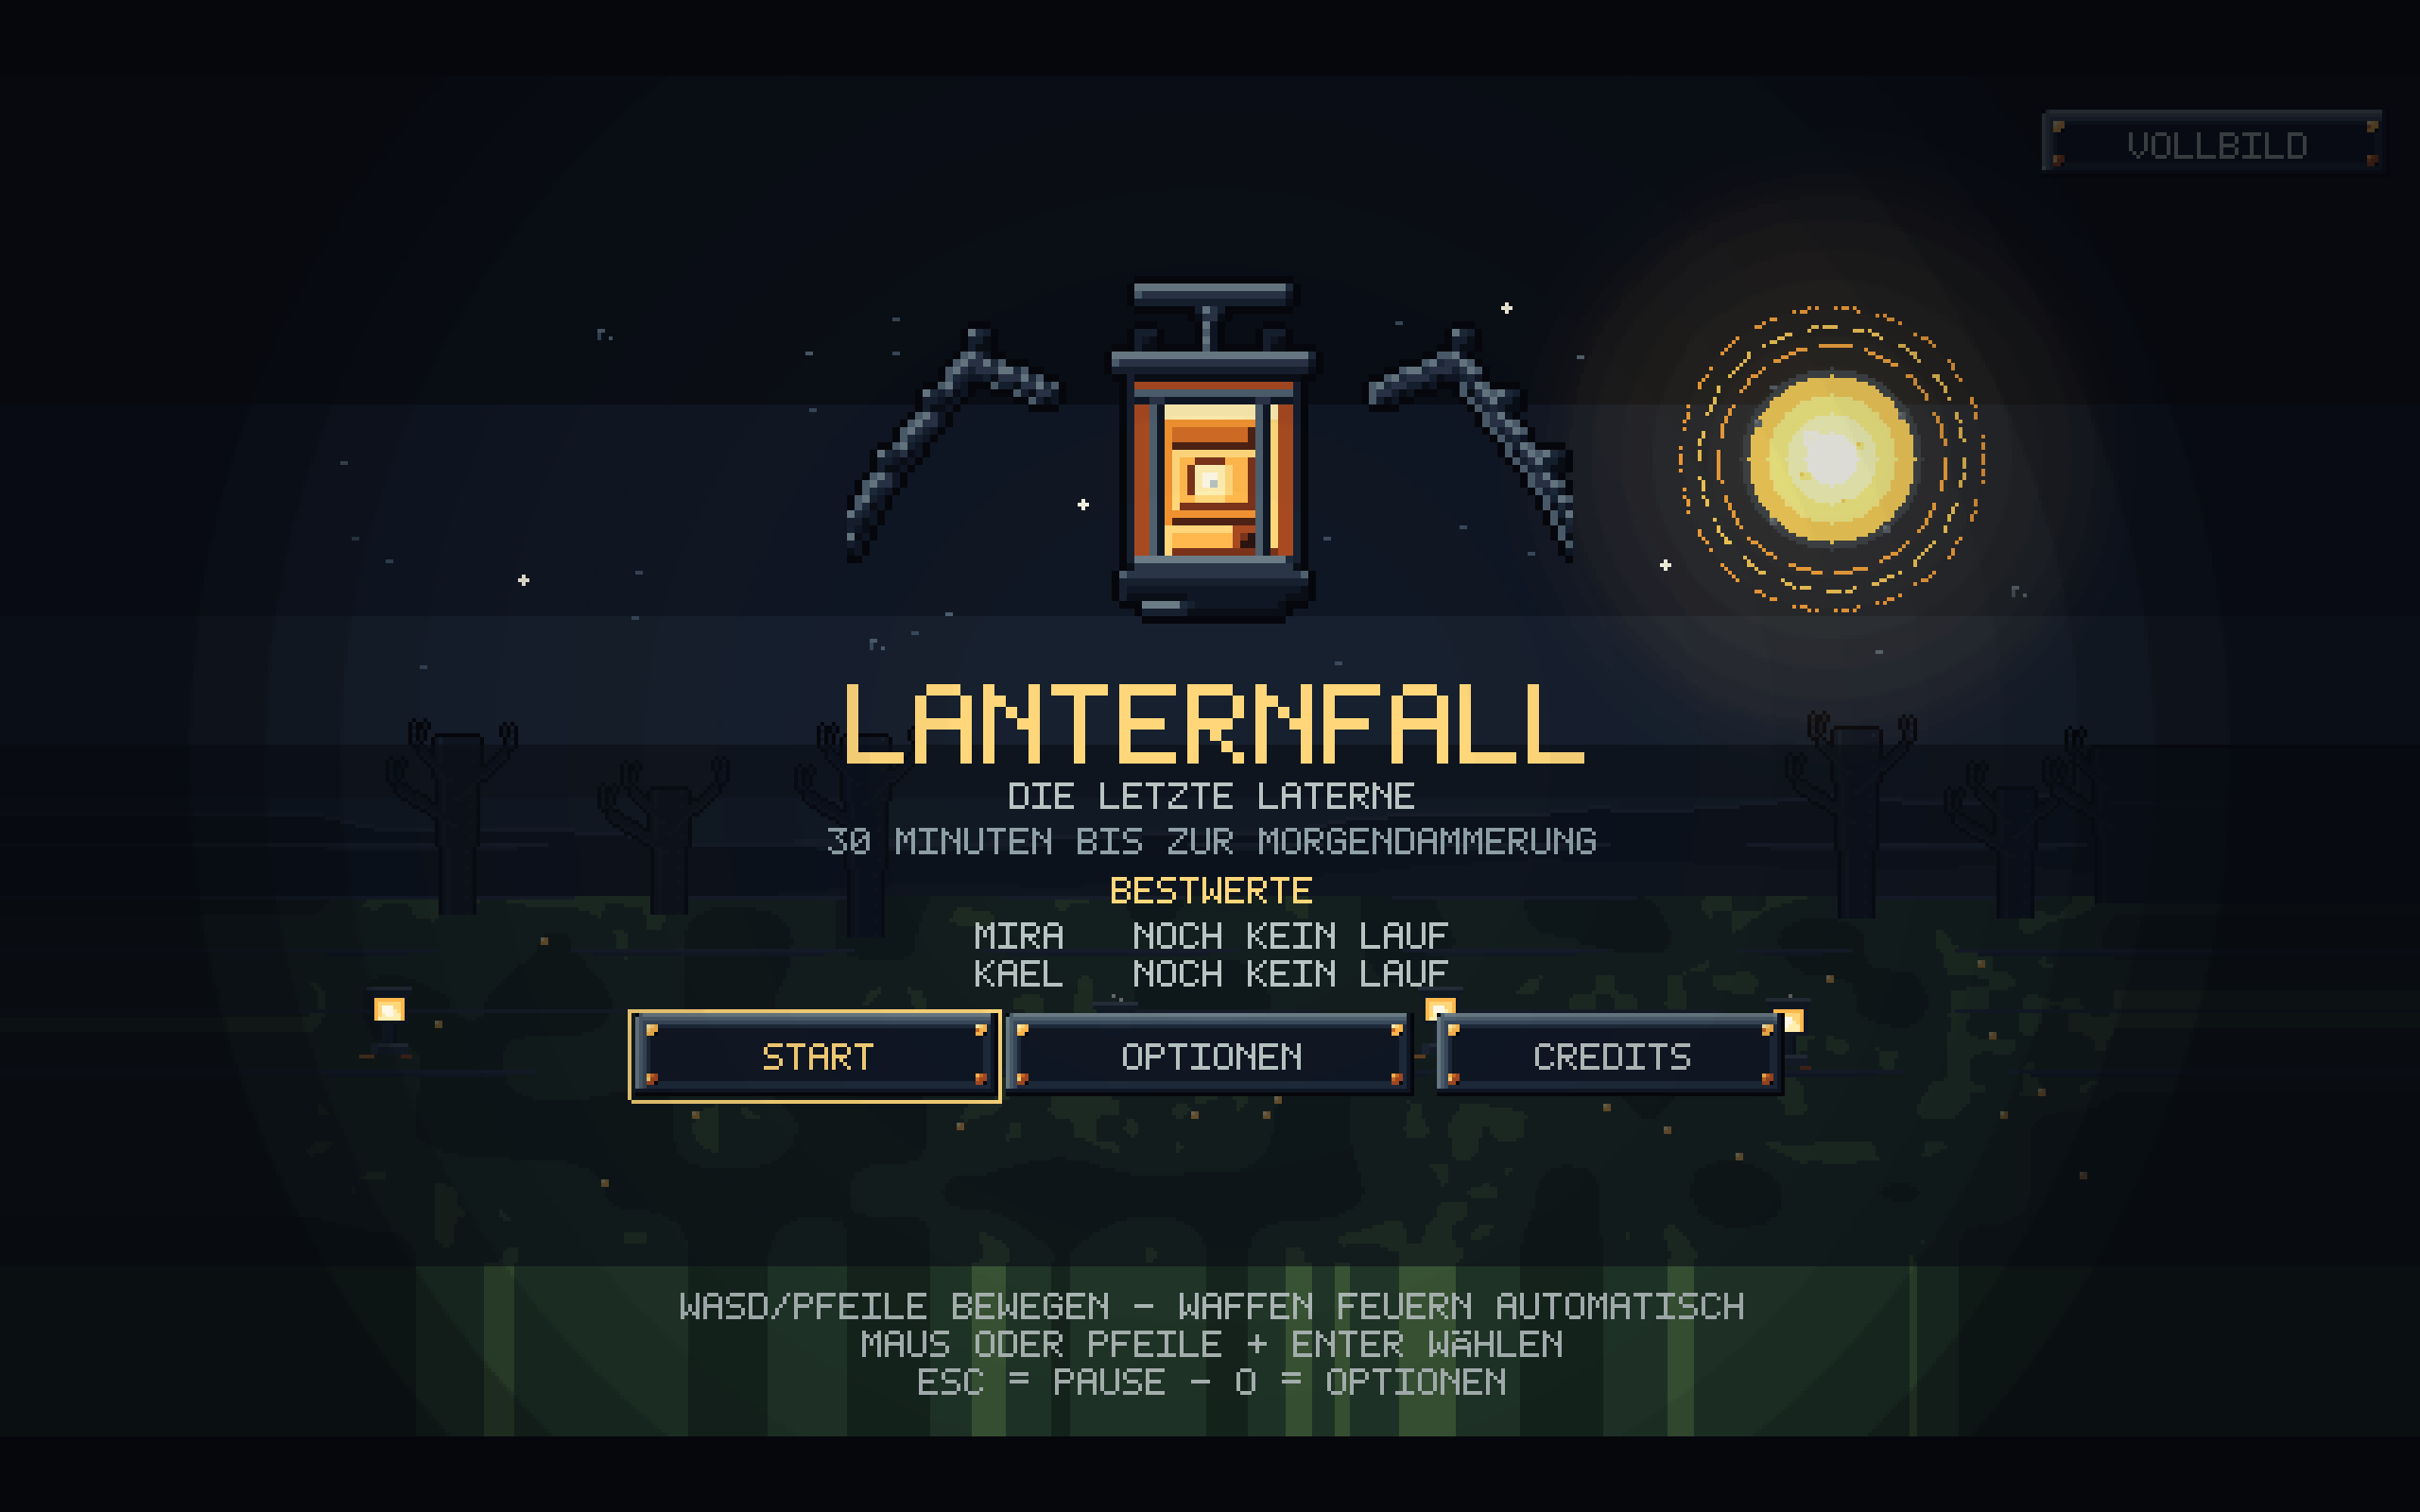 VOLLBILD
LANTERNFALL
DIE LETZTE LATERNE
30 MINUTEN BIS ZUR MORGENDAMMERUNG
BESTWERTE
MIRA NOCH KEIN LAUF
KAEL NOCH KEIN LAUF
START OPTIONEN CREDITS
WASD/PFEILE BEWEGEN - WAFFEN FEUERN AUTOMATISCH
MAUS ODER PFEILE + ENTER WÄHLEN
ESC = PAUSE - O = OPTIONEN